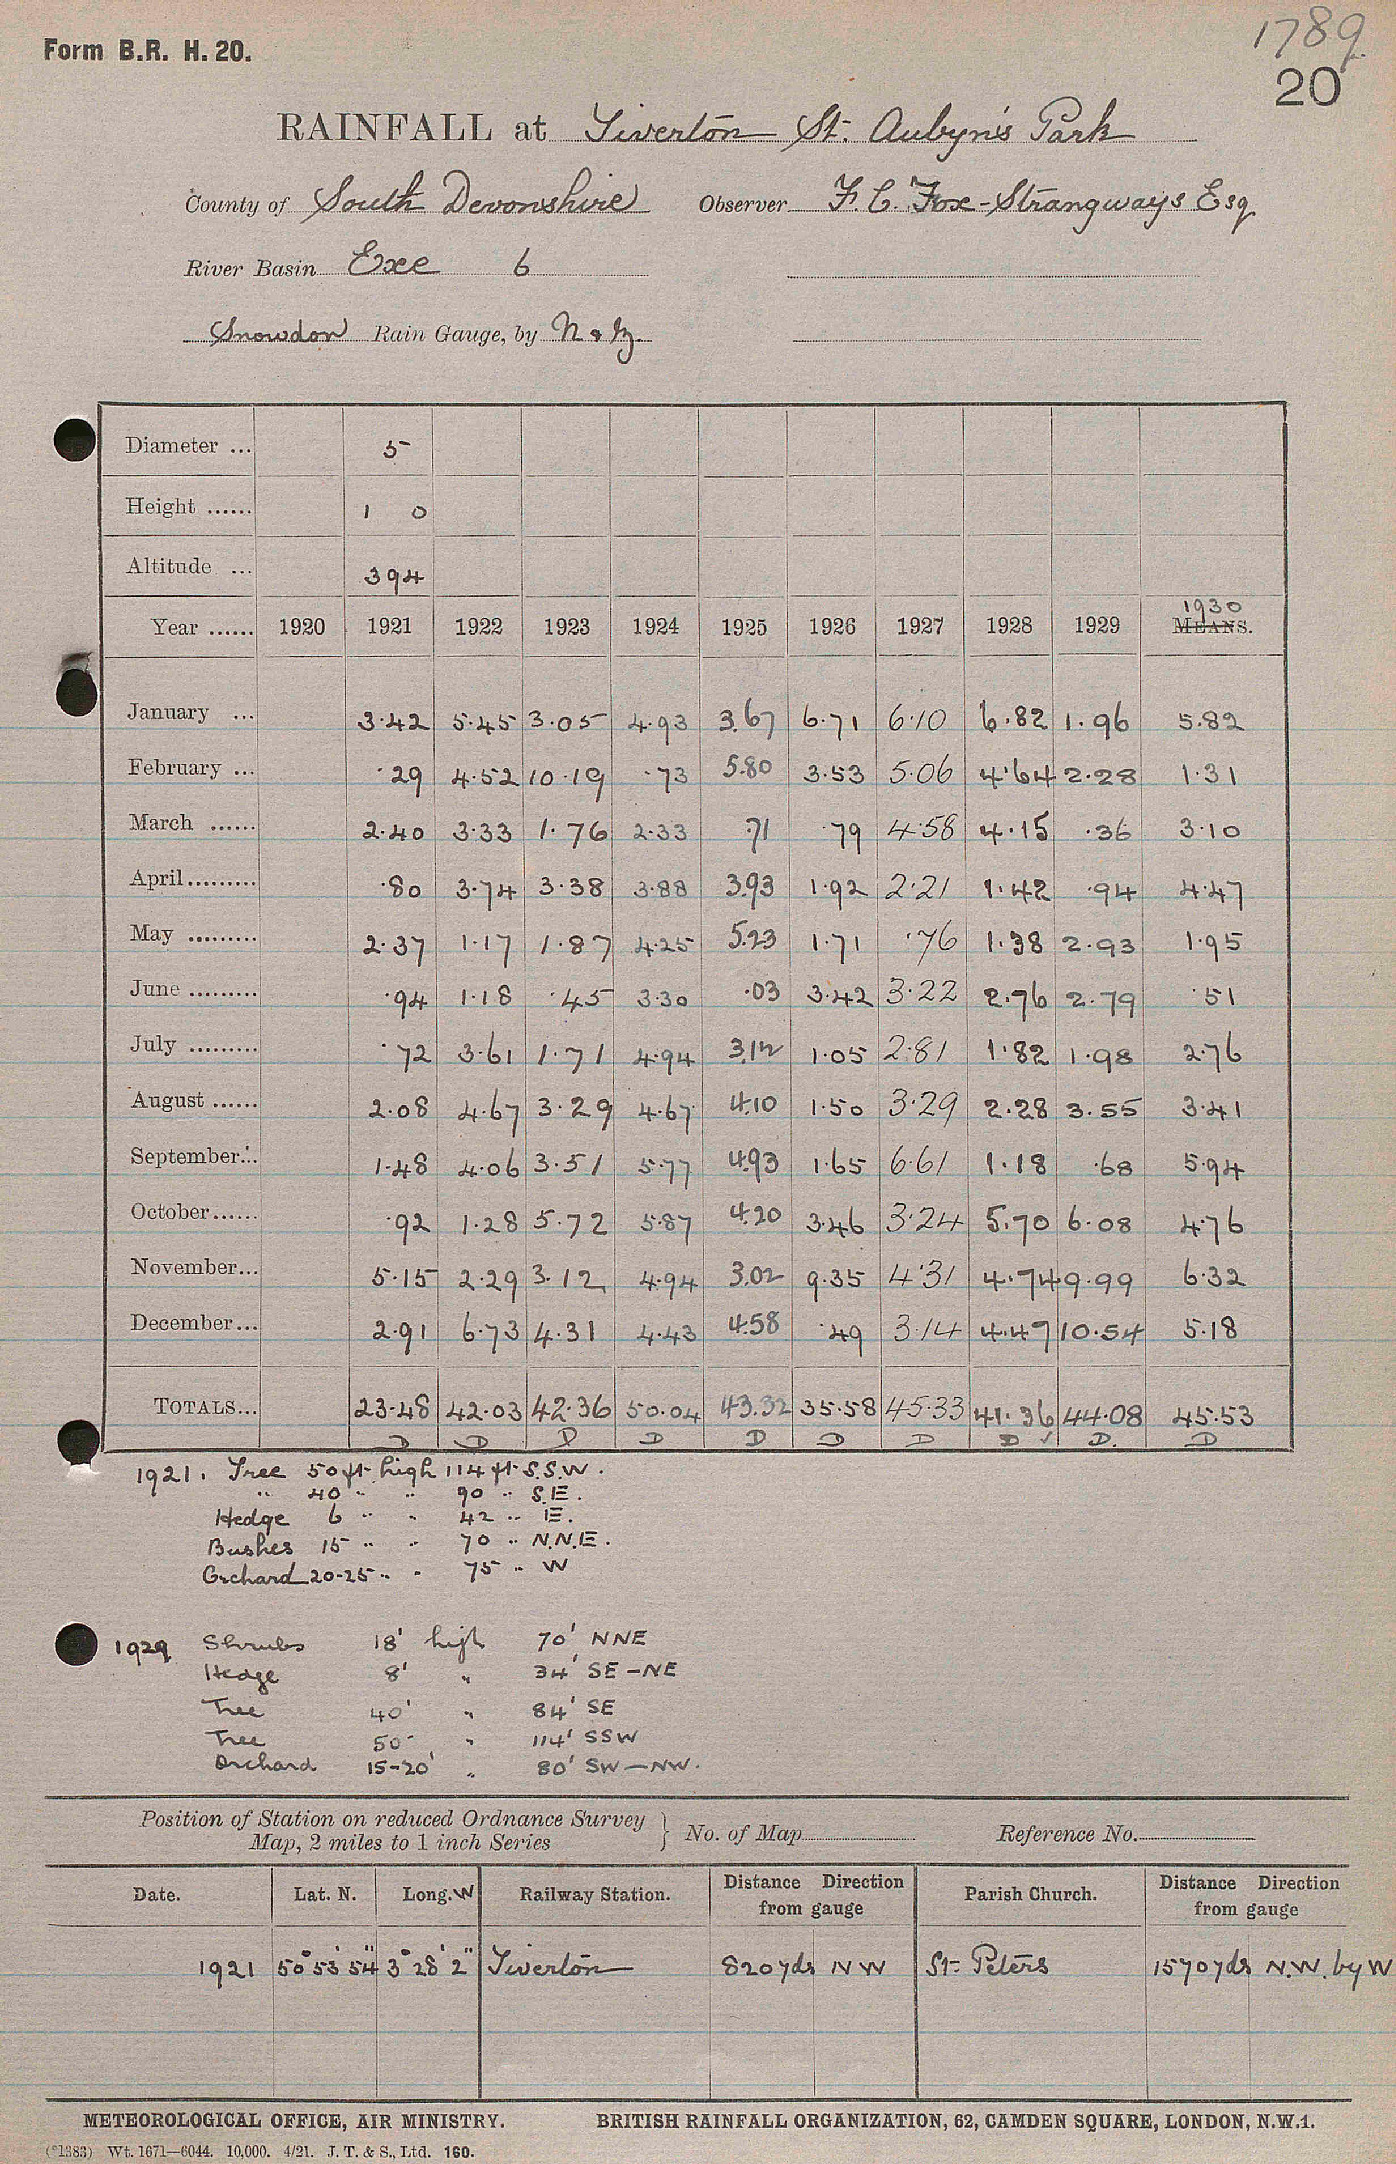 Form B.R. H. 20.
1789
20
RAINFALL at Tiverton St. Aubyn's Park
County of South Devonshire Observer F. C. Fox-Strangways Esq
River Basin Exe 6
Snowdon Rain Gauge, by N & Z.
Diameter ... 5
Height ...... 1 0
Altitude ... 394
1930
Year ...... 1920 1921 1922 1923 1924 1925 1926 1927 1928 1929 MEANS.
January ... 3.42 5.45 3.05 4.93 3.67 6.71 6.10 6.82 1.96 5.82
February ... .29 4.52 10.19 .73 5.80 3.53 5.06 4.64 2.28 1.31
March ...... 2.40 3.33 1.76 2.33 .71 .79 4.58 4.15 .36 3.10
April......... .80 3.74 3.38 3.88 3.93 1.92 2.21 1.42 .94 4.47
May ......... 2.37 1.17 1.87 4.25 5.23 1.71 .76 1.38 2.93 1.95
June ......... .94 1.18 .45 3.30 .03 3.42 3.22 2.76 2.79 .51
July ......... .72 3.61 1.71 4.94 3.12 1.05 2.81 1.82 1.98 2.76
August ...... 2.08 4.67 3.29 4.67 4.10 1.50 3.29 2.28 3.55 3.41
September... 1.48 4.06 3.51 5.77 4.93 1.65 6.61 1.18 .68 5.94
October...... .92 1.28 5.72 5.87 4.20 3.46 3.24 5.70 6.08 4.76
November... 5.15 2.29 3.12 4.94 3.02 9.35 4.31 4.74 9.99 6.32
December... 2.91 6.73 4.31 4.43 4.58 .49 3.14 4.47 10.54 5.18
TOTALS... 23.48 42.03 42.36 50.04 43.32 35.58 45.33 41.36 44.08 45.53
D D D D D D D D ✓ D. D
1921. Tree 50 ft. high 114 ft. S.S.W.
" 40 " " 90 " S.E.
Hedge 6 " " 42 " E.
Bushes 15 " " 70 " N.N.E.
Orchard 20-25 " " 75 " W
1929 Shrubs 18' high 70' NNE
Hedge 8' " 34' SE-NE
Tree 40' " 84' SE
Tree 50' " 114' SSW
Orchard 15-20' " 80' SW-NW.
Position of Station on reduced Ordnance Survey
Map, 2 miles to 1 inch Series } No. of Map Reference No.
Date. Lat. N. Long. W Railway Station. Distance Direction from gauge Parish Church. Distance Direction from gauge
1921 50° 53' 54" 3° 28' 2" Tiverton 820 yds NW St. Peters 1570 yds N.W. by W
METEOROLOGICAL OFFICE, AIR MINISTRY. BRITISH RAINFALL ORGANIZATION, 62, CAMDEN SQUARE, LONDON, N.W.1.
(*1383) Wt. 1671—6044. 10,000. 4/21. J. T. & S., Ltd. 160.